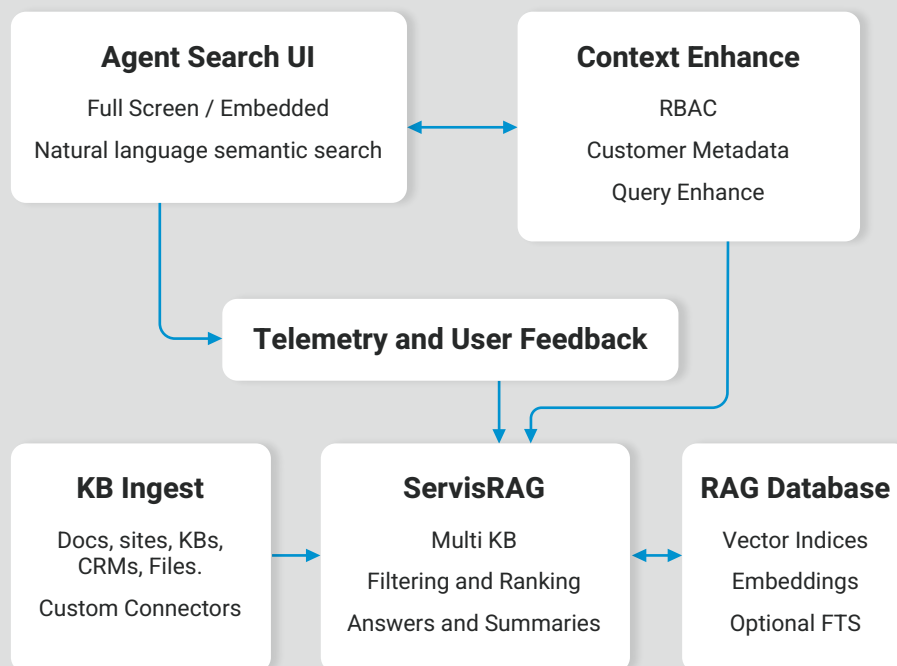 Agent Search UI
Full Screen / Embedded
Natural language semantic search
Context Enhance
RBAC
Customer Metadata
Query Enhance
Telemetry and User Feedback
KB Ingest
Docs, sites, KBs,
CRMs, Files.
Custom Connectors
ServisRAG
Multi KB
Filtering and Ranking
Answers and Summaries
RAG Database
Vector Indices
Embeddings
Optional FTS